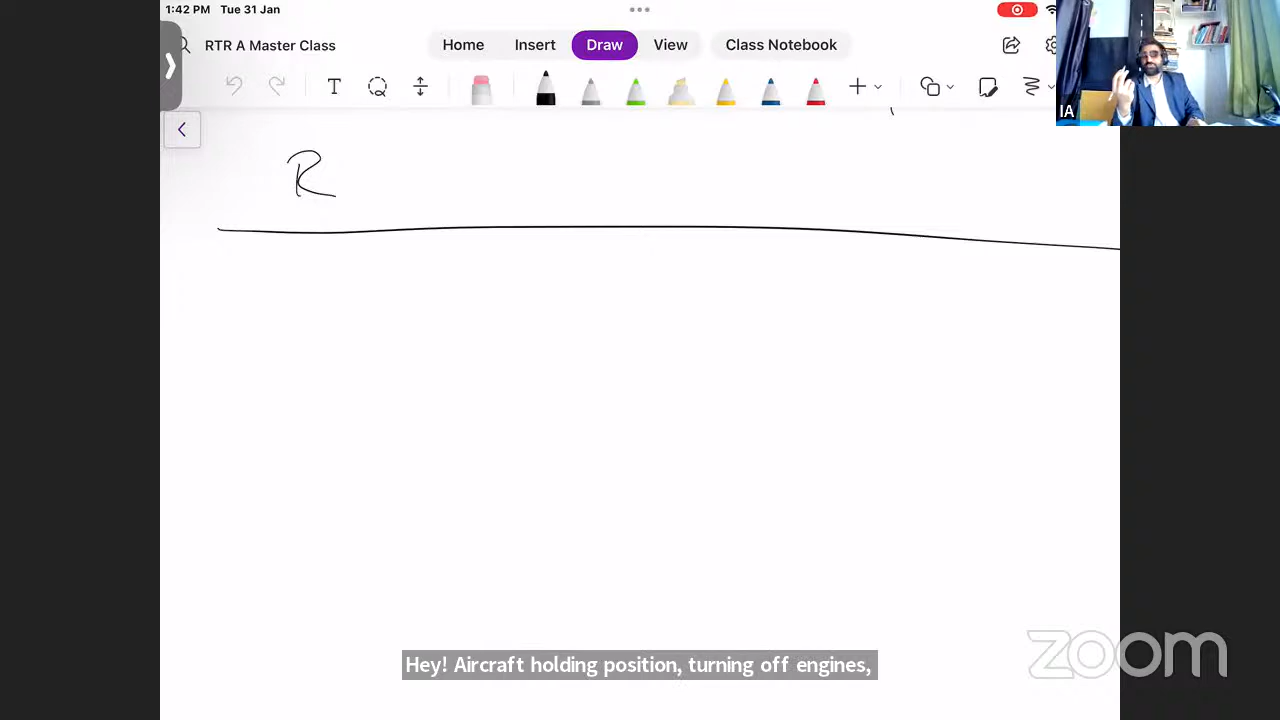 1:42 PM Tue 31 Jan
RTR A Master Class
Home Insert Draw View Class Notebook
T
IA
R
Hey! Aircraft holding position, turning off engines,
zoom